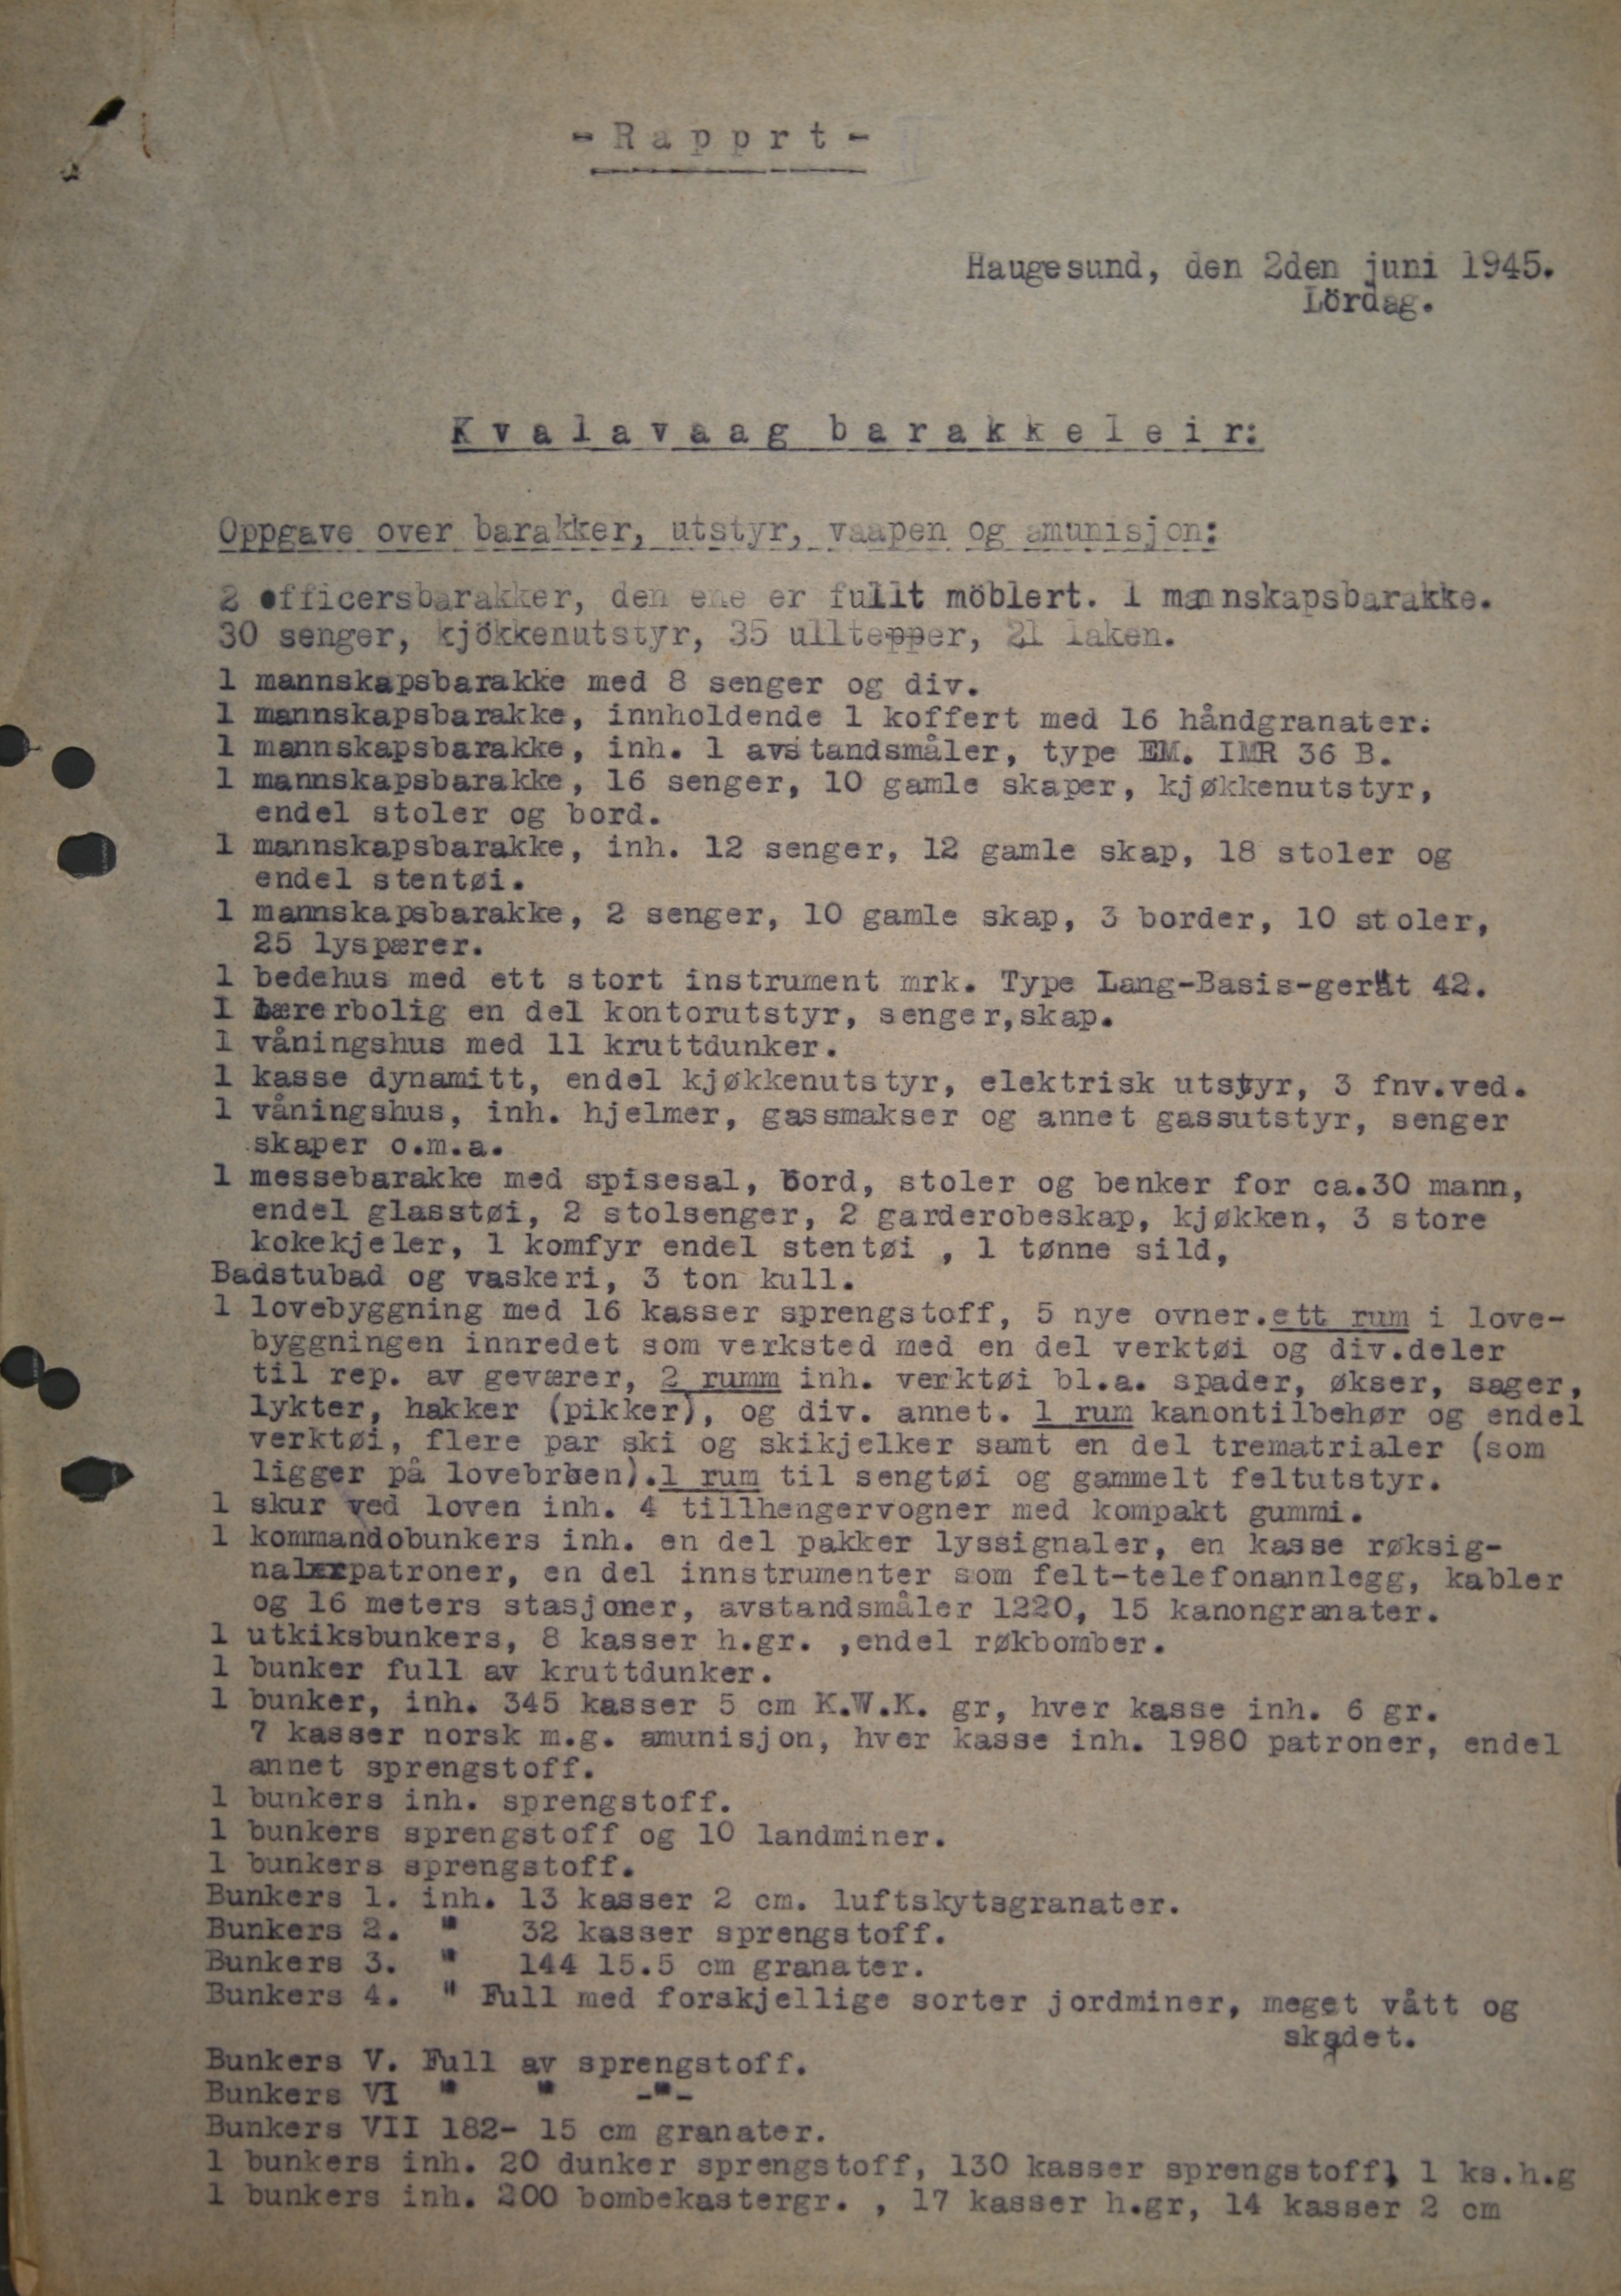 - R a p p r t -
Haugesund, den 2den juni 1945.
Lördag.
K v a l a v a a g b a r a k k e l e i r:
Oppgave over barakker, utstyr, vaapen og amunisjon:
2 officersbarakker, den ene er fullt möblert. 1 mannskapsbarakke.
30 senger, kjökkenutstyr, 35 ulltepper, 21 laken.
1 mannskapsbarakke med 8 senger og div.
1 mannskapsbarakke, innholdende 1 koffert med 16 håndgranater.
1 mannskapsbarakke, inh. 1 avstandsmåler, type EM. IMR 36 B.
1 mannskapsbarakke, 16 senger, 10 gamle skaper, kjøkkenutstyr,
endel stoler og bord.
1 mannskapsbarakke, inh. 12 senger, 12 gamle skap, 18 stoler og
endel stentøi.
1 mannskapsbarakke, 2 senger, 10 gamle skap, 3 border, 10 stoler,
25 lyspærer.
1 bedehus med ett stort instrument mrk. Type Lang-Basis-gerät 42.
1 lærerbolig en del kontorutstyr, senger,skap.
1 våningshus med 11 kruttdunker.
1 kasse dynamitt, endel kjøkkenutstyr, elektrisk utstyr, 3 fnv.ved.
1 våningshus, inh. hjelmer, gassmakser og annet gassutstyr, senger
skaper o.m.a.
1 messebarakke med spisesal, bord, stoler og benker for ca.30 mann,
endel glasstøi, 2 stolsenger, 2 garderobeskap, kjøkken, 3 store
kokekjeler, 1 komfyr endel stentøi , 1 tønne sild,
Badstubad og vaskeri, 3 ton kull.
1 lovebyggning med 16 kasser sprengstoff, 5 nye ovner.ett rum i love-
byggningen innredet som verksted med en del verktøi og div.deler
til rep. av geværer, 2 rumm inh. verktøi bl.a. spader, økser, sager,
lykter, hakker (pikker), og div. annet. 1 rum kanontilbehør og endel
verktøi, flere par ski og skikjelker samt en del trematrialer (som
ligger på lovebroen).1 rum til sengtøi og gammelt feltutstyr.
1 skur ved loven inh. 4 tillhengervogner med kompakt gummi.
1 kommandobunkers inh. en del pakker lyssignaler, en kasse røksig-
nalerpatroner, en del innstrumenter som felt-telefonannlegg, kabler
og 16 meters stasjoner, avstandsmåler 1220, 15 kanongranater.
1 utkiksbunkers, 8 kasser h.gr. ,endel røkbomber.
1 bunker full av kruttdunker.
1 bunker, inh. 345 kasser 5 cm K.W.K. gr, hver kasse inh. 6 gr.
7 kasser norsk m.g. amunisjon, hver kasse inh. 1980 patroner, endel
annet sprengstoff.
1 bunkers inh. sprengstoff.
1 bunkers sprengstoff og 10 landminer.
1 bunkers sprengstoff.
Bunkers 1. inh. 13 kasser 2 cm. luftskytsgranater.
Bunkers 2. " 32 kasser sprengstoff.
Bunkers 3. " 144 15.5 cm granater.
Bunkers 4. " Full med forskjellige sorter jordminer, meget vått og
skadet.
Bunkers V. Full av sprengstoff.
Bunkers VI " " -"-
Bunkers VII 182- 15 cm granater.
1 bunkers inh. 20 dunker sprengstoff, 130 kasser sprengstoff, 1 ks.h.g
1 bunkers inh. 200 bombekastergr. , 17 kasser h.gr, 14 kasser 2 cm